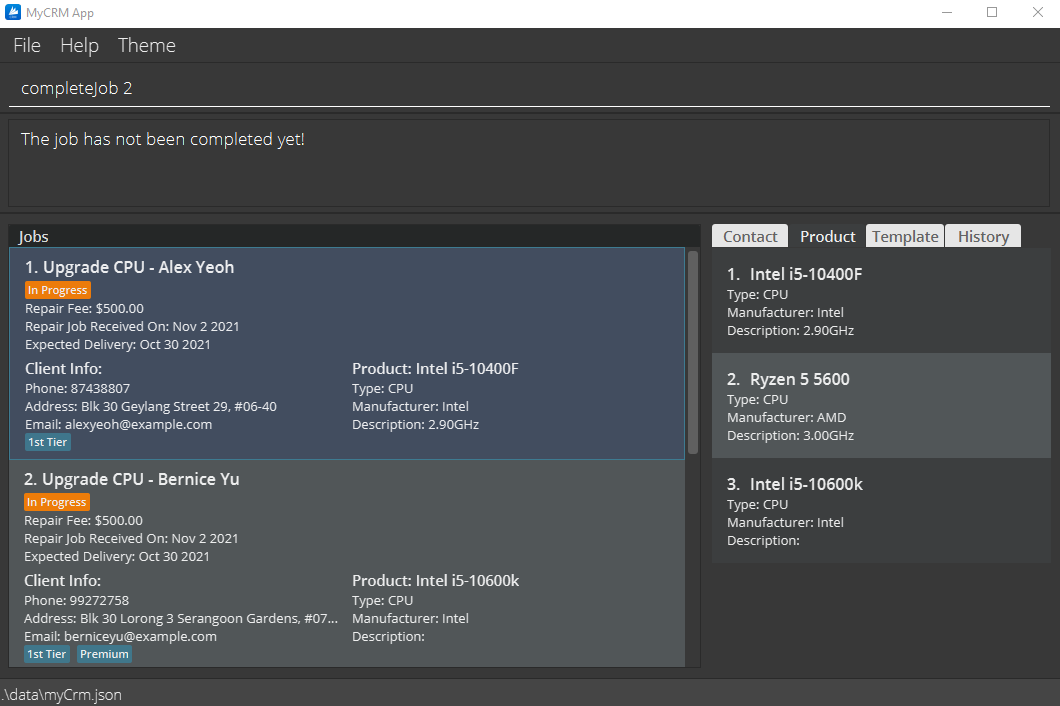 MyCRM App
File Help Theme
completeJob 2
The job has not been completed yet!
Jobs
1. Upgrade CPU - Alex Yeoh
In Progress
Repair Fee: $500.00
Repair Job Received On: Nov 2 2021
Expected Delivery: Oct 30 2021
Client Info:
Phone: 87438807
Address: Blk 30 Geylang Street 29, #06-40
Email: alexyeoh@example.com
1st Tier
Product: Intel i5-10400F
Type: CPU
Manufacturer: Intel
Description: 2.90GHz
2. Upgrade CPU - Bernice Yu
In Progress
Repair Fee: $500.00
Repair Job Received On: Nov 2 2021
Expected Delivery: Oct 30 2021
Client Info:
Phone: 99272758
Address: Blk 30 Lorong 3 Serangoon Gardens, #07...
Email: berniceyu@example.com
1st Tier Premium
Product: Intel i5-10600k
Type: CPU
Manufacturer: Intel
Description:
Contact Product Template History
1. Intel i5-10400F
Type: CPU
Manufacturer: Intel
Description: 2.90GHz
2. Ryzen 5 5600
Type: CPU
Manufacturer: AMD
Description: 3.00GHz
3. Intel i5-10600k
Type: CPU
Manufacturer: Intel
Description:
.\data\myCrm.json